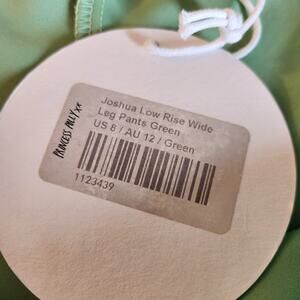 PRINCESS POLLY xx
Joshua Low Rise Wide
Leg Pants Green
US 8 / AU 12 / Green
1123439